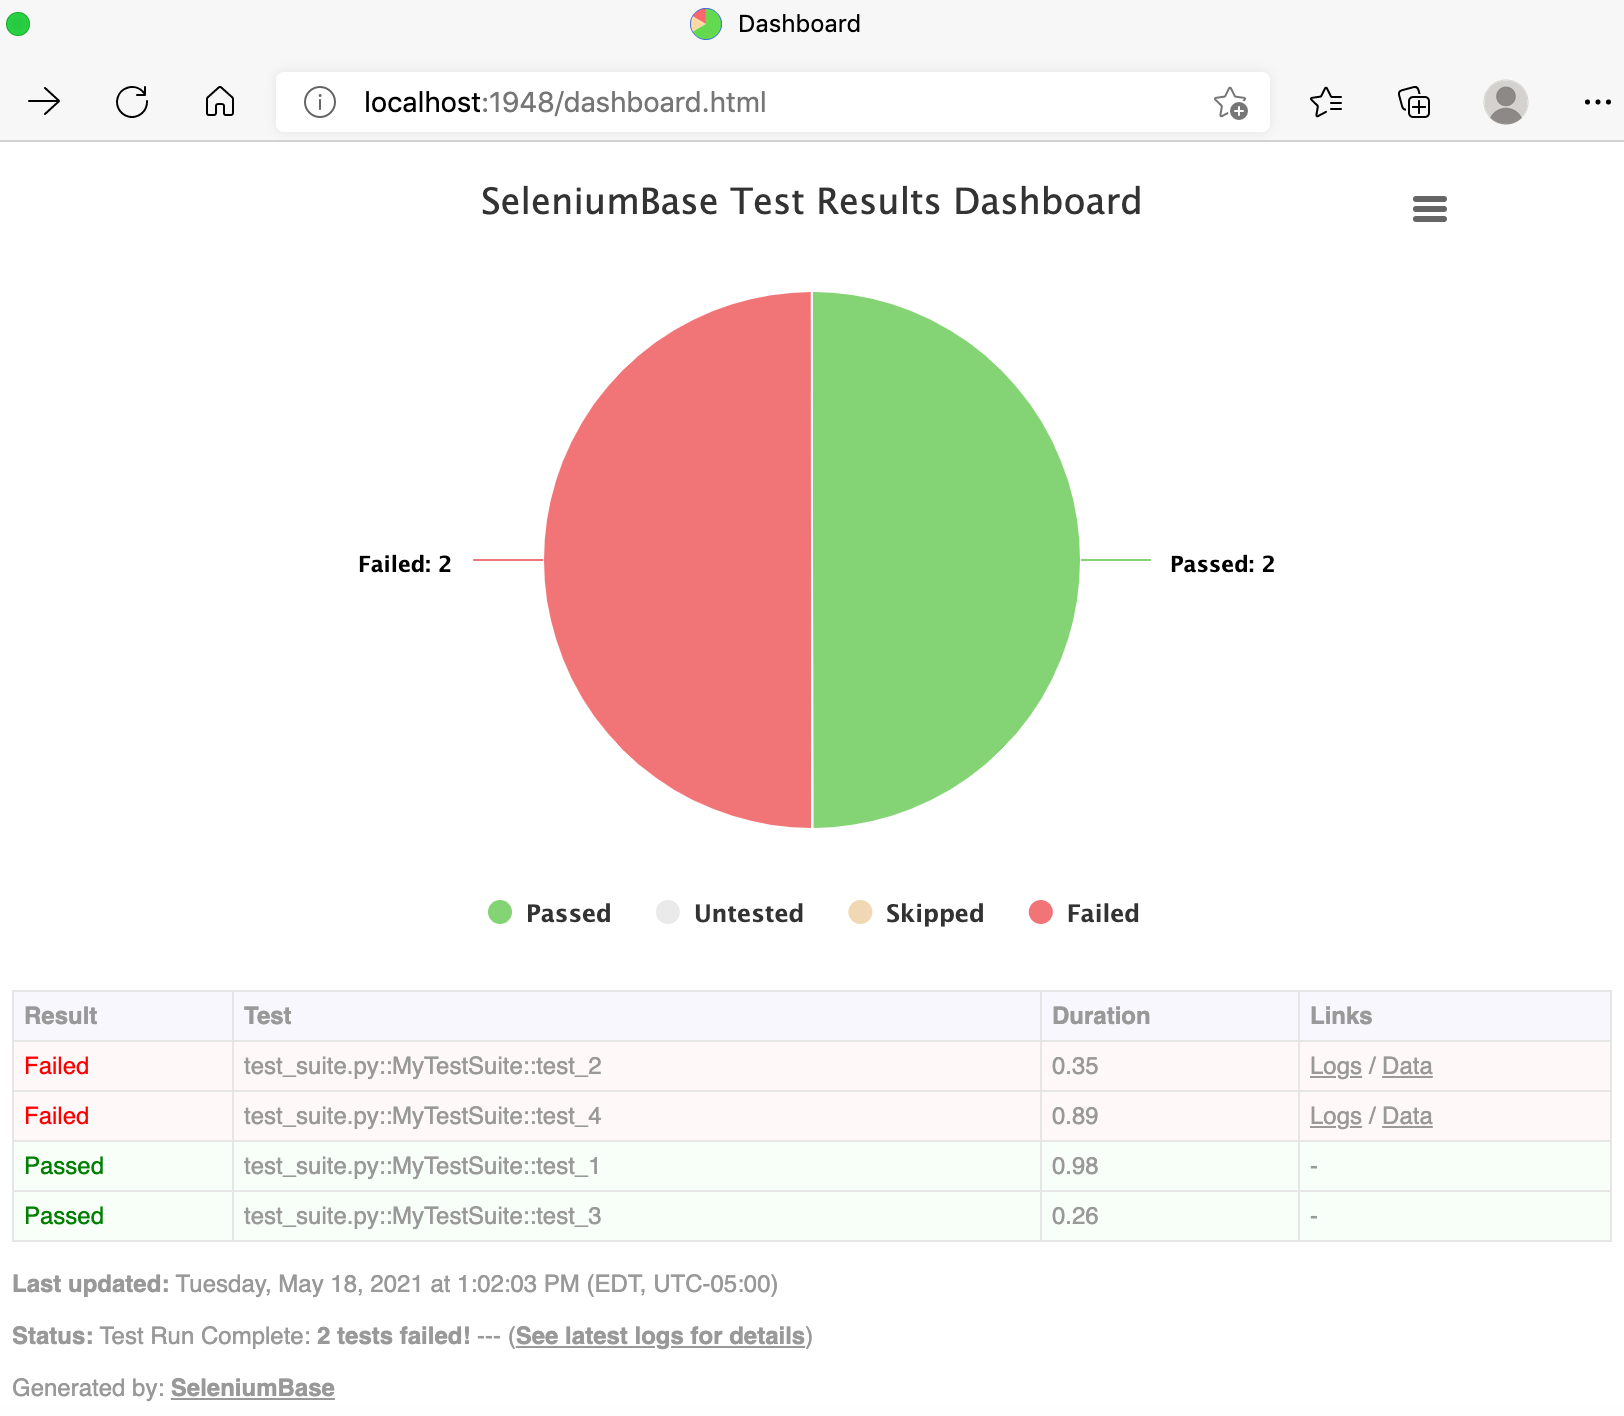 Dashboard
localhost:1948/dashboard.html
SeleniumBase Test Results Dashboard
Failed: 2
Passed: 2
Passed Untested Skipped Failed
Result Test Duration Links
Failed test_suite.py::MyTestSuite::test_2 0.35 Logs / Data
Failed test_suite.py::MyTestSuite::test_4 0.89 Logs / Data
Passed test_suite.py::MyTestSuite::test_1 0.98 -
Passed test_suite.py::MyTestSuite::test_3 0.26 -
Last updated: Tuesday, May 18, 2021 at 1:02:03 PM (EDT, UTC-05:00)
Status: Test Run Complete: 2 tests failed! --- (See latest logs for details)
Generated by: SeleniumBase